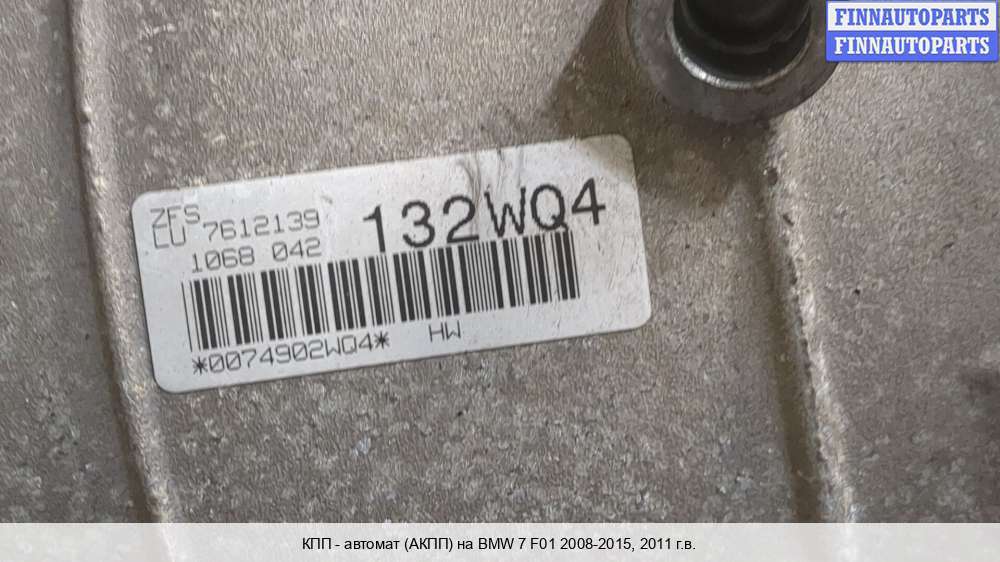 FINNAUTOPARTS
FINNAUTOPARTS
ZFS
LU 7612139
1068 042
132WQ4
*0074902WQ4* HW
КПП - автомат (АКПП) на BMW 7 F01 2008-2015, 2011 г.в.